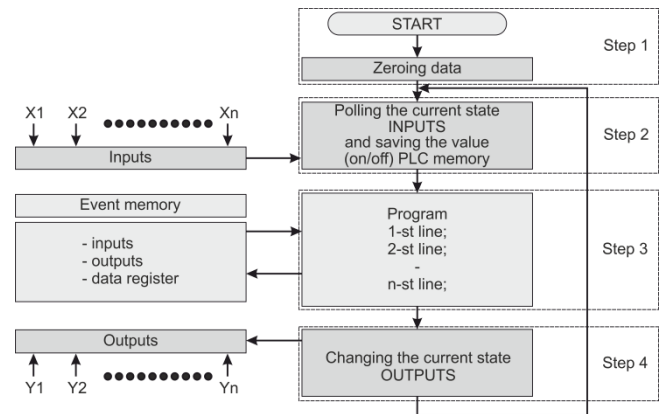 START
Step 1
Zeroing data
X1 X2 Xn
Inputs
Polling the current state
INPUTS
and saving the value
(on/off) PLC memory
Step 2
Event memory
- inputs
- outputs
- data register
Program
1-st line;
2-st line;
-
n-st line;
Step 3
Outputs
Y1 Y2 Yn
Changing the current state
OUTPUTS
Step 4